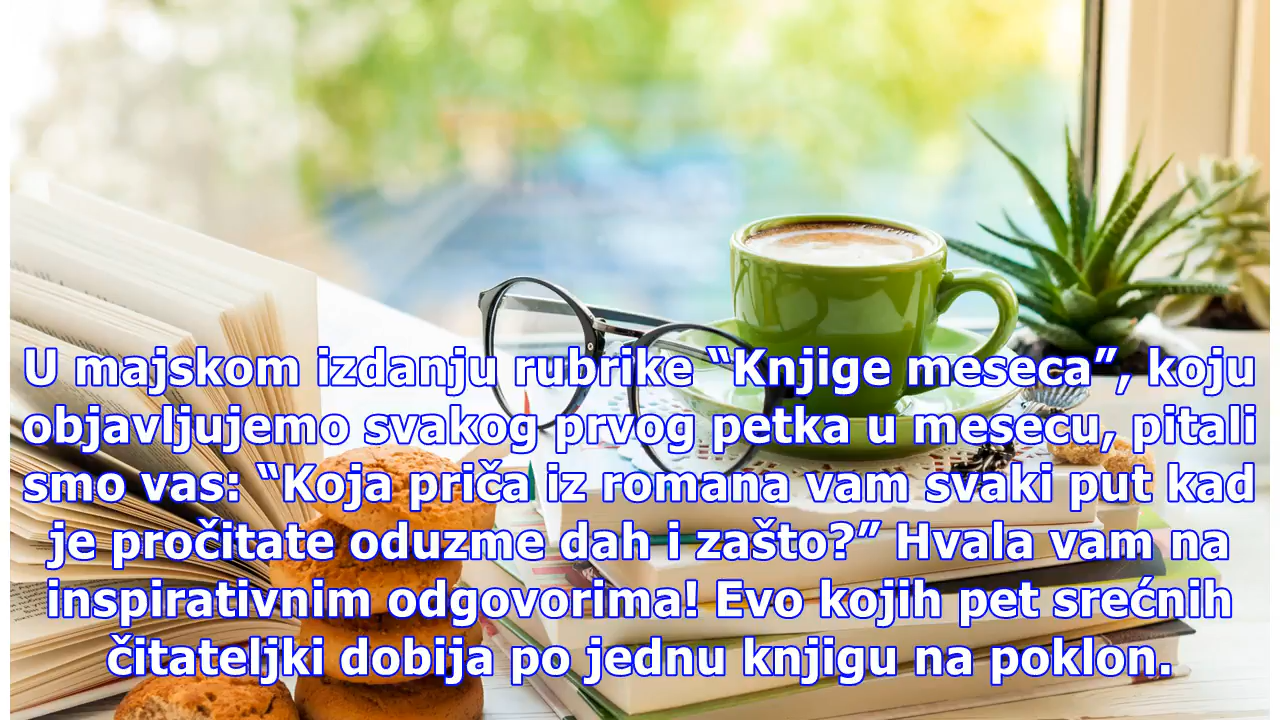 U majskom izdanju rubrike “Knjige meseca”, koju
objavljujemo svakog prvog petka u mesecu, pitali
smo vas: “Koja priča iz romana vam svaki put kad
je pročitate oduzme dah i zašto?” Hvala vam na
inspirativnim odgovorima! Evo kojih pet srećnih
čitateljki dobija po jednu knjigu na poklon.